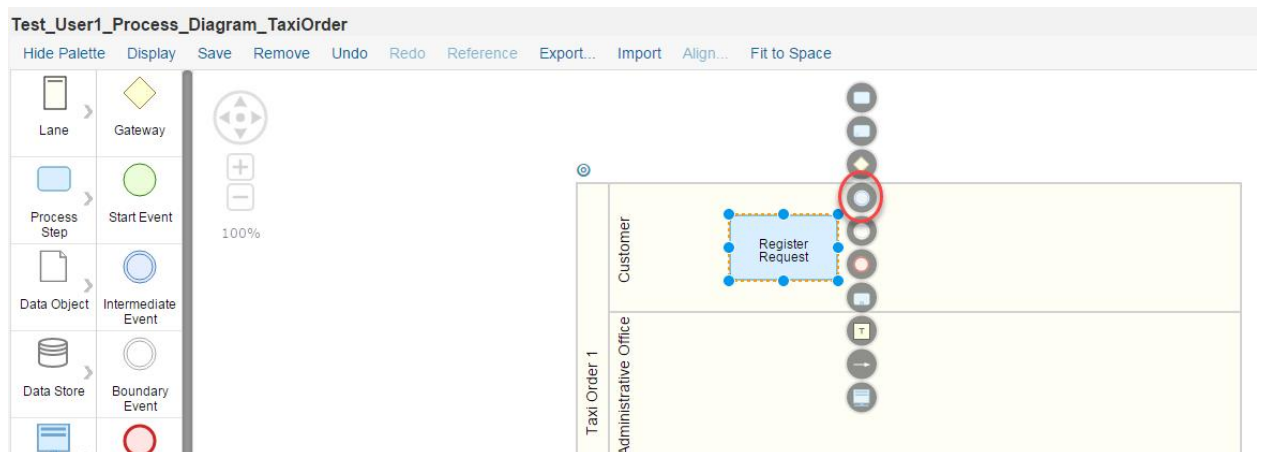 Test_User1_Process_Diagram_TaxiOrder
Hide Palette Display Save Remove Undo Redo Reference Export... Import Align... Fit to Space
Lane
Gateway
Process
Step
Start Event
Data Object
Intermediate
Event
Data Store
Boundary
Event
100%
Taxi Order 1
Customer
Register
Request
Administrative Office
T